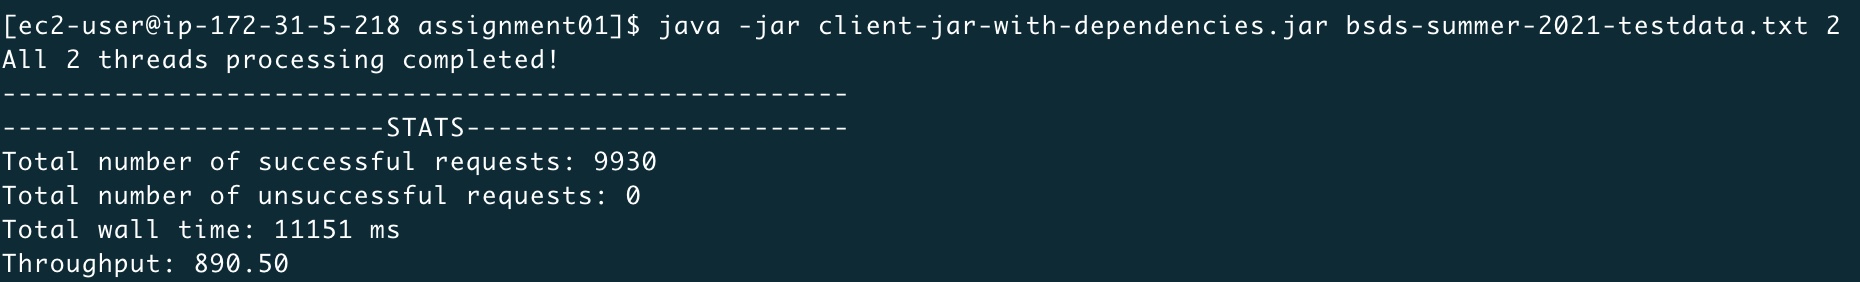 [ec2-user@ip-172-31-5-218 assignment01]$ java -jar client-jar-with-dependencies.jar bsds-summer-2021-testdata.txt 2
All 2 threads processing completed!
-----------------------------------------------------
------------------------STATS------------------------
Total number of successful requests: 9930
Total number of unsuccessful requests: 0
Total wall time: 11151 ms
Throughput: 890.50